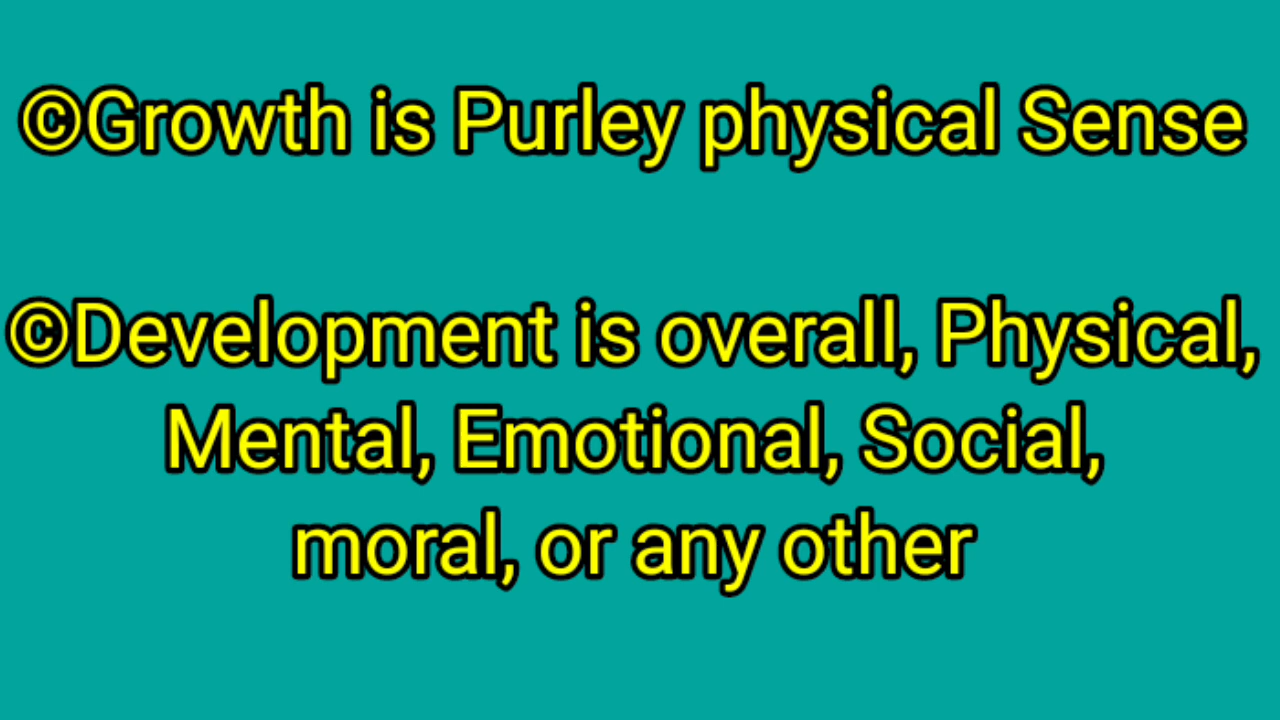 ©Growth is Purley physical Sense
©Development is overall, Physical,
Mental, Emotional, Social,
moral, or any other